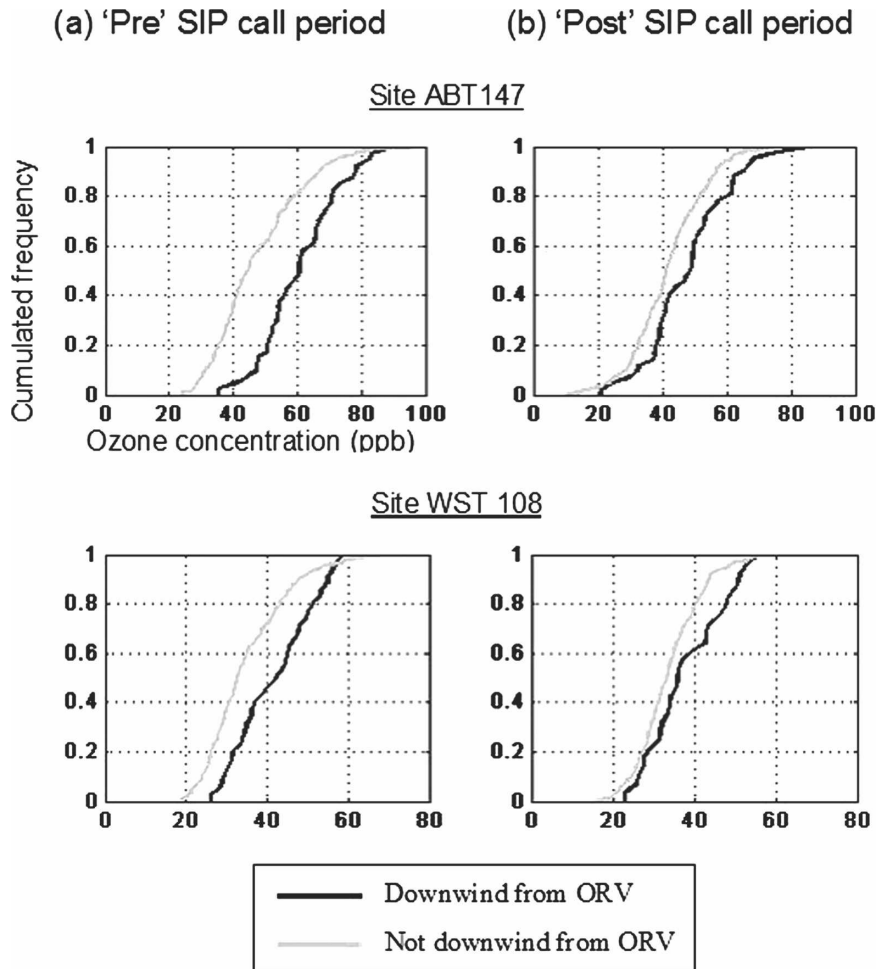 (a) 'Pre' SIP call period
(b) 'Post' SIP call period
Site ABT147
Cumulated frequency
1
0.8
0.6
0.4
0.2
0
0 20 40 60 80 100
Ozone concentration (ppb)
1
0.8
0.6
0.4
0.2
0
0 20 40 60 80 100
Site WST 108
1
0.8
0.6
0.4
0.2
0
0 20 40 60 80
1
0.8
0.6
0.4
0.2
0
0 20 40 60 80
Downwind from ORV
Not downwind from ORV